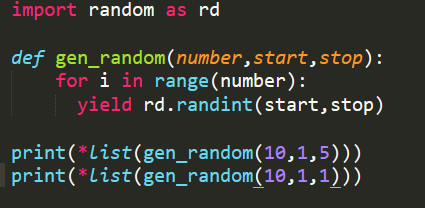 import random as rd
def gen_random(number,start,stop):
    for i in range(number):
      yield rd.randint(start,stop)
print(*list(gen_random(10,1,5)))
print(*list(gen_random(10,1,1)))